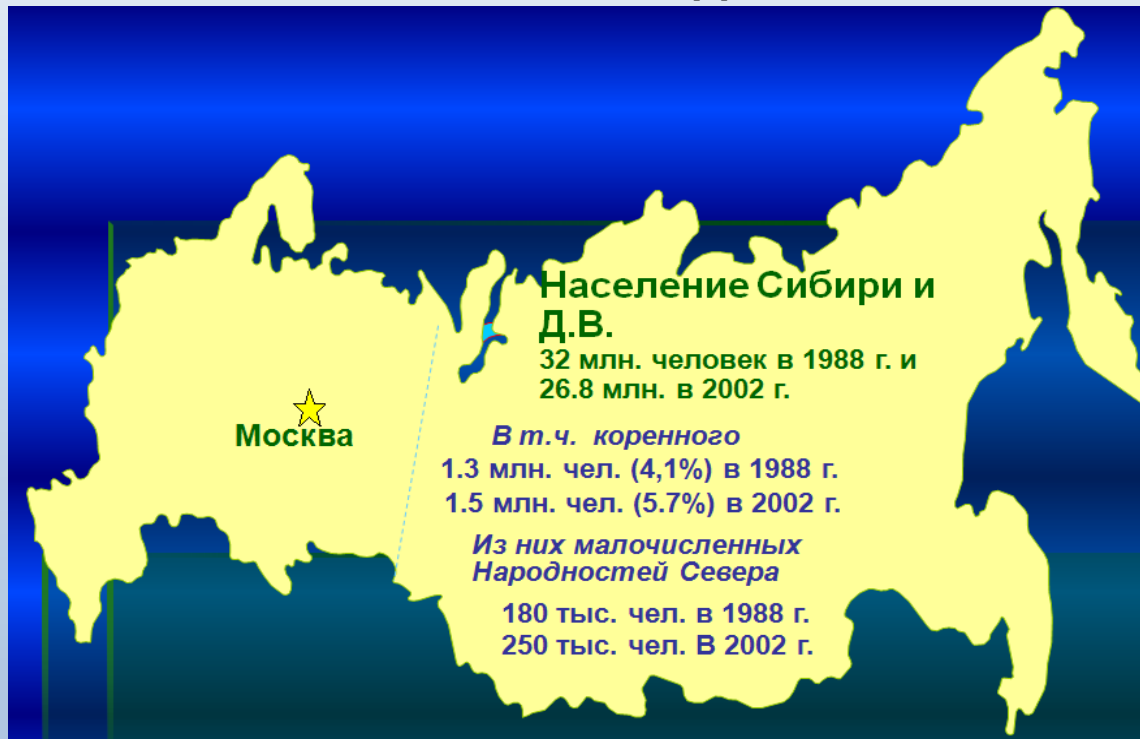 Население Сибири и
Д.В.
32 млн. человек в 1988 г. и
26.8 млн. в 2002 г.
Москва
В т.ч. коренного
1.3 млн. чел. (4,1%) в 1988 г.
1.5 млн. чел. (5.7%) в 2002 г.
Из них малочисленных
Народностей Севера
180 тыс. чел. в 1988 г.
250 тыс. чел. В 2002 г.